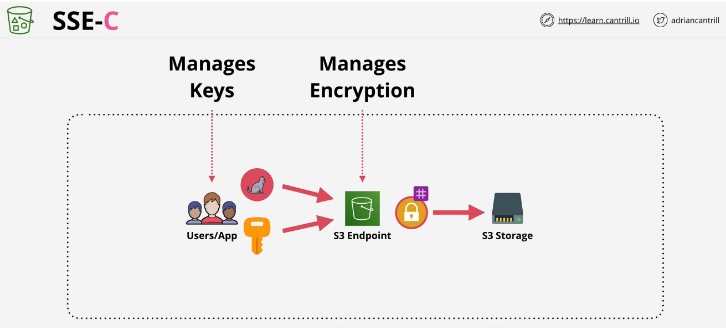 SSE-C
https://learn.cantrill.io
adriancantrill
Manages
Keys
Manages
Encryption
#
Users/App
S3 Endpoint
S3 Storage